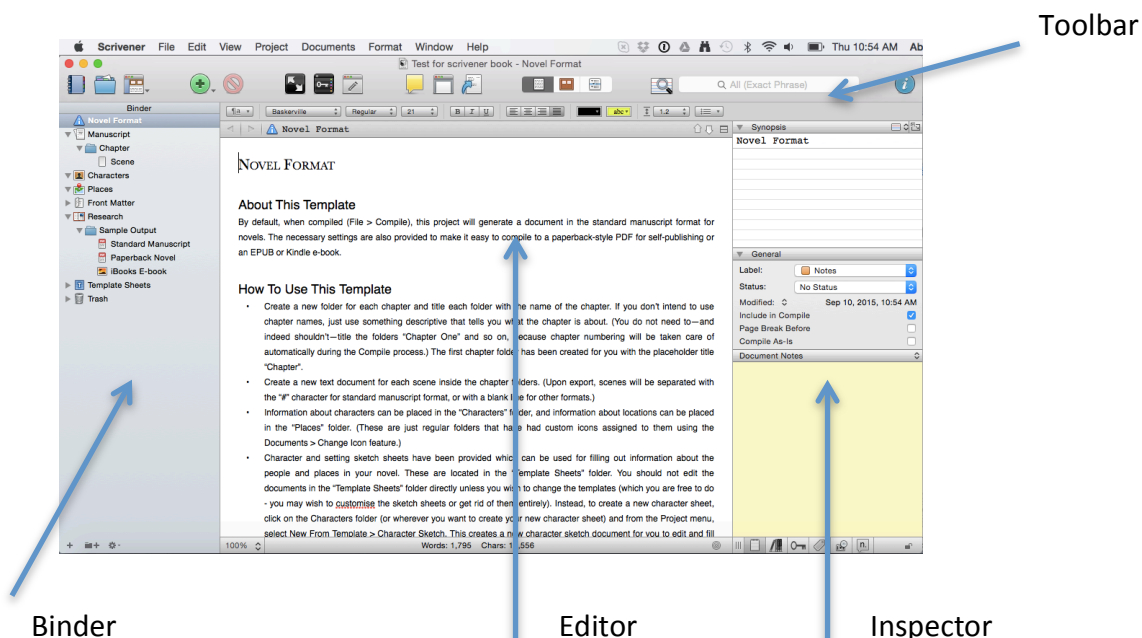 Toolbar
Scrivener File Edit View Project Documents Format Window Help Thu 10:54 AM Ab
Test for scrivener book - Novel Format
All (Exact Phrase)
Binder
Baskerville Regular 21 B I U abc 1.2
Novel Format
Manuscript
Chapter
Scene
Characters
Places
Front Matter
Research
Sample Output
Standard Manuscript
Paperback Novel
iBooks E-book
Template Sheets
Trash
Novel Format
NOVEL FORMAT
About This Template
By default, when compiled (File > Compile), this project will generate a document in the standard manuscript format for
novels. The necessary settings are also provided to make it easy to compile to a paperback-style PDF for self-publishing or
an EPUB or Kindle e-book.
How To Use This Template
• Create a new folder for each chapter and title each folder with the name of the chapter. If you don't intend to use
chapter names, just use something descriptive that tells you what the chapter is about. (You do not need to—and
indeed shouldn't—title the folders "Chapter One" and so on, because chapter numbering will be taken care of
automatically during the Compile process.) The first chapter folder has been created for you with the placeholder title
"Chapter".
• Create a new text document for each scene inside the chapter folders. (Upon export, scenes will be separated with
the "#" character for standard manuscript format, or with a blank line for other formats.)
• Information about characters can be placed in the "Characters" folder, and information about locations can be placed
in the "Places" folder. (These are just regular folders that have had custom icons assigned to them using the
Documents > Change Icon feature.)
• Character and setting sketch sheets have been provided which can be used for filling out information about the
people and places in your novel. These are located in the "Template Sheets" folder. You should not edit the
documents in the "Template Sheets" folder directly unless you wish to change the templates (which you are free to do
- you may wish to customise the sketch sheets or get rid of them entirely). Instead, to create a new character sheet,
click on the Characters folder (or wherever you want to create your new character sheet) and from the Project menu,
select New From Template > Character Sketch. This creates a new character sketch document for you to edit and fill
100% Words: 1,795 Chars:
Synopsis
Novel Format
General
Label: Notes
Status: No Status
Modified: Sep 10, 2015, 10:54 AM
Include in Compile
Page Break Before
Compile As-Is
Document Notes
n.
Binder
Editor
Inspector